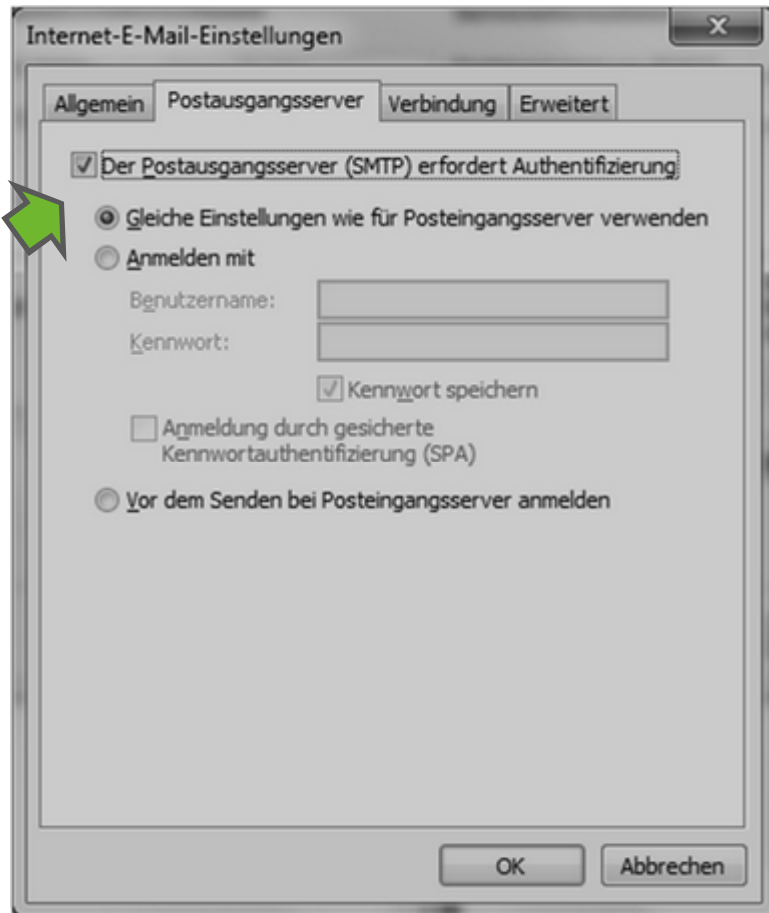 Internet-E-Mail-Einstellungen
Allgemein Postausgangsserver Verbindung Erweitert
Der Postausgangsserver (SMTP) erfordert Authentifizierung
Gleiche Einstellungen wie für Posteingangsserver verwenden
Anmelden mit
Benutzername:
Kennwort:
Kennwort speichern
Anmeldung durch gesicherte
Kennwortauthentifizierung (SPA)
Vor dem Senden bei Posteingangsserver anmelden
OK Abbrechen